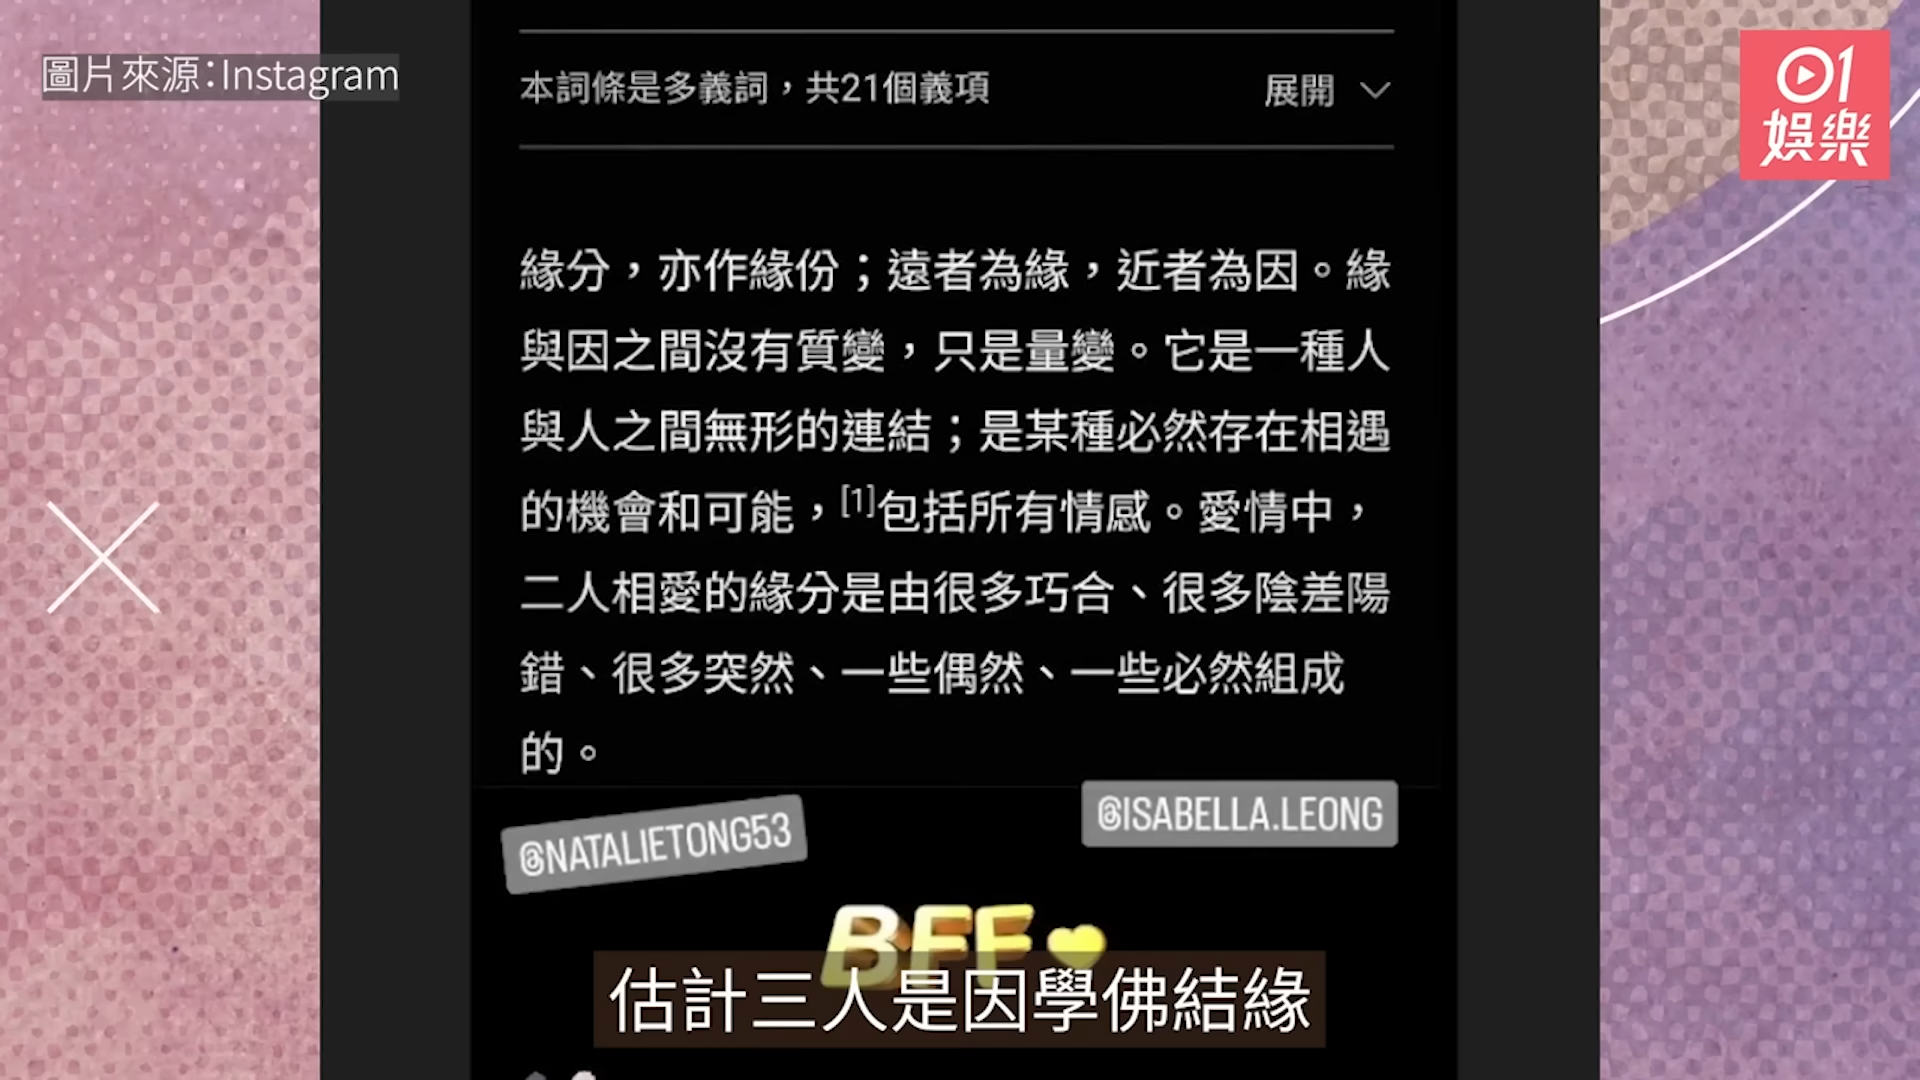 圖片來源：Instagram
01
娛樂
本詞條是多義詞，共21個義項
展開
緣分，亦作緣份；遠者為緣，近者為因。緣
與因之間沒有質變，只是量變。它是一種人
與人之間無形的連結；是某種必然存在相遇
的機會和可能，[1]包括所有情感。愛情中，
二人相愛的緣分是由很多巧合、很多陰差陽
錯、很多突然、一些偶然、一些必然組成
的。
@NATALIETONG53
@ISABELLA.LEONG
BFF
估計三人是因學佛結緣